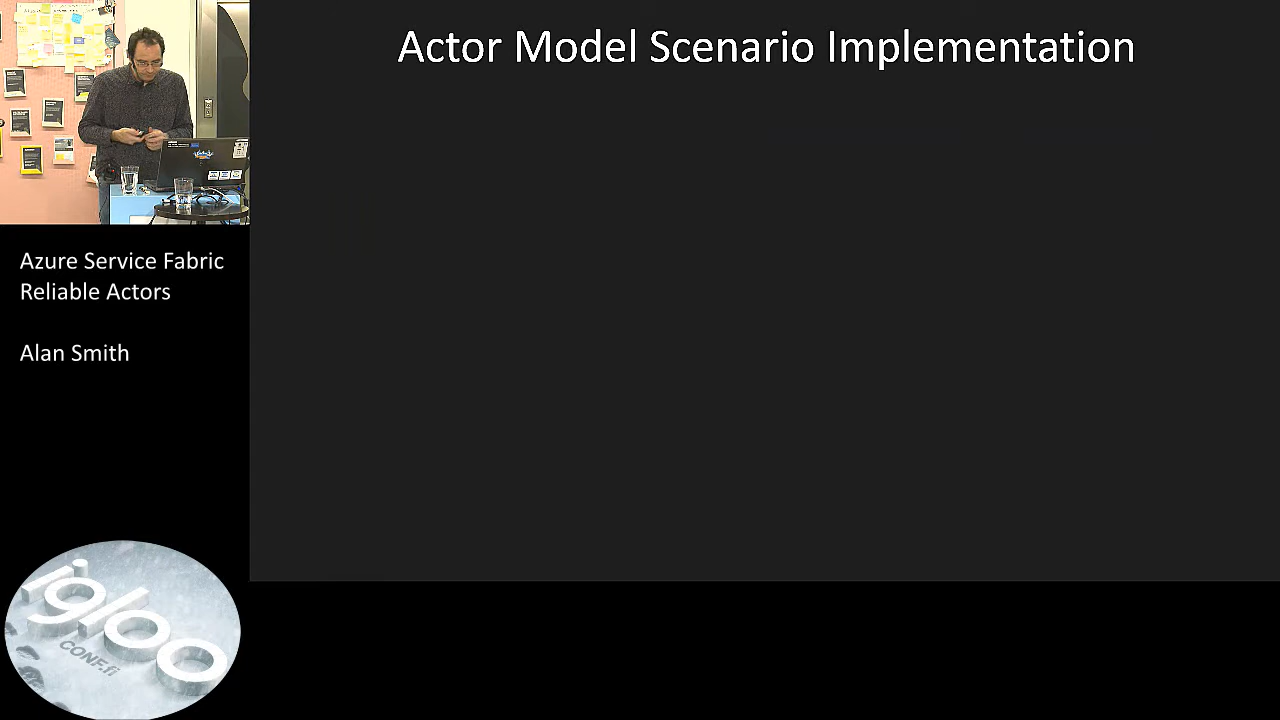 Actor Model Scenario Implementation
Azure Service Fabric
Reliable Actors
Alan Smith
igloo
CONF.fi